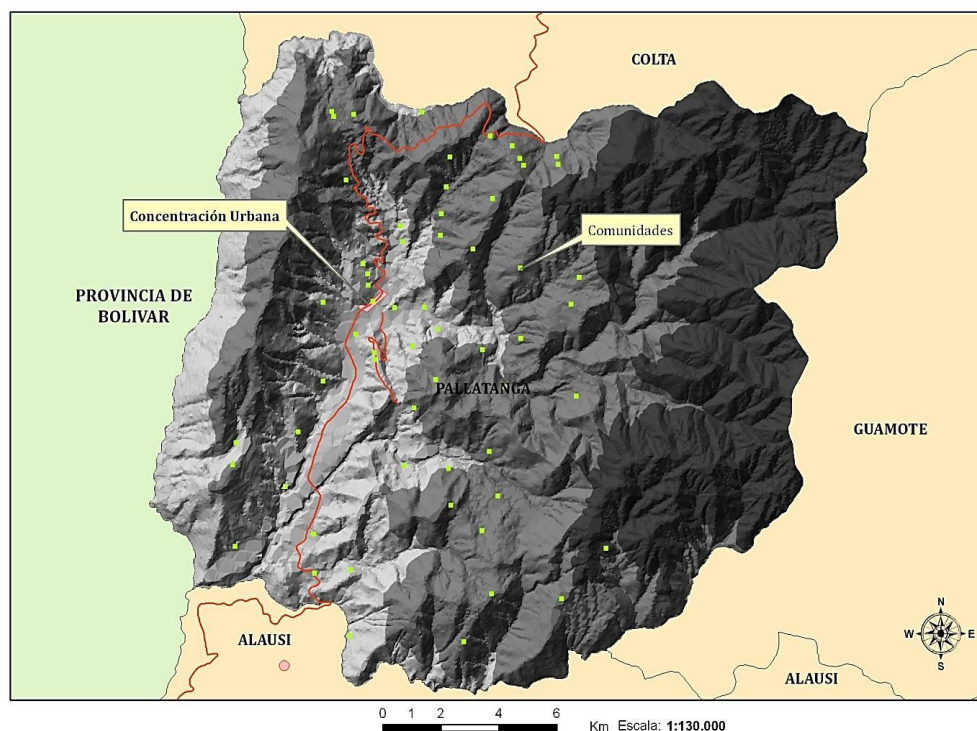 COLTA
Concentración Urbana
Comunidades
PROVINCIA DE
BOLIVAR
PALLATANGA
GUAMOTE
ALAUSI
ALAUSI
N
W E
S
0 1 2 4 6
Km Escala: 1:130.000